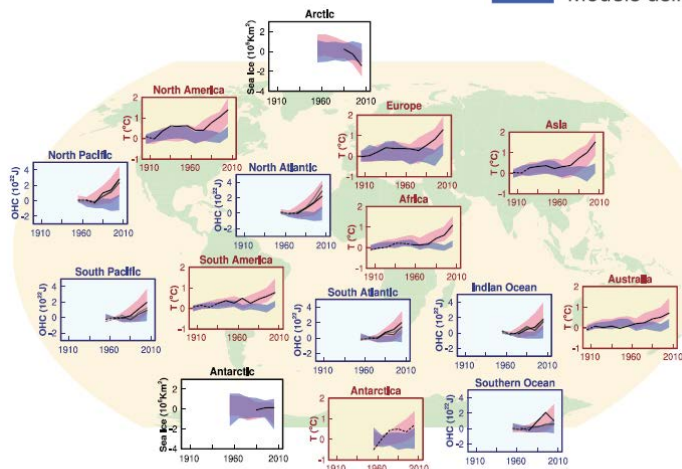 Models usi
Arctic
Sea Ice (10⁶Km²)
2
0
-2
-4
1910 1960 2010
North America
T (°C)
2
1
0
-1
1910 1960 2010
Europe
T (°C)
2
1
0
-1
1910 1960 2010
Asia
T (°C)
2
1
0
-1
1910 1960 2010
North Pacific
OHC (10²²J)
4
2
0
-2
1910 1960 2010
North Atlantic
OHC (10²²J)
4
2
0
-2
1910 1960 2010
Africa
T (°C)
2
1
0
-1
1910 1960 2010
South Pacific
OHC (10²²J)
4
2
0
-2
1910 1960 2010
South America
T (°C)
2
1
0
-1
1910 1960 2010
South Atlantic
OHC (10²²J)
4
2
0
-2
1910 1960 2010
Indian Ocean
OHC (10²²J)
4
2
0
-2
1910 1960 2010
Australia
T (°C)
2
1
0
-1
1910 1960 2010
Antarctic
Sea Ice (10⁶Km²)
2
0
-2
-4
1910 1960 2010
Antarctica
T (°C)
2
1
0
1910 1960 2010
Southern Ocean
OHC (10²²J)
4
2
0
-2
1910 1960 2010